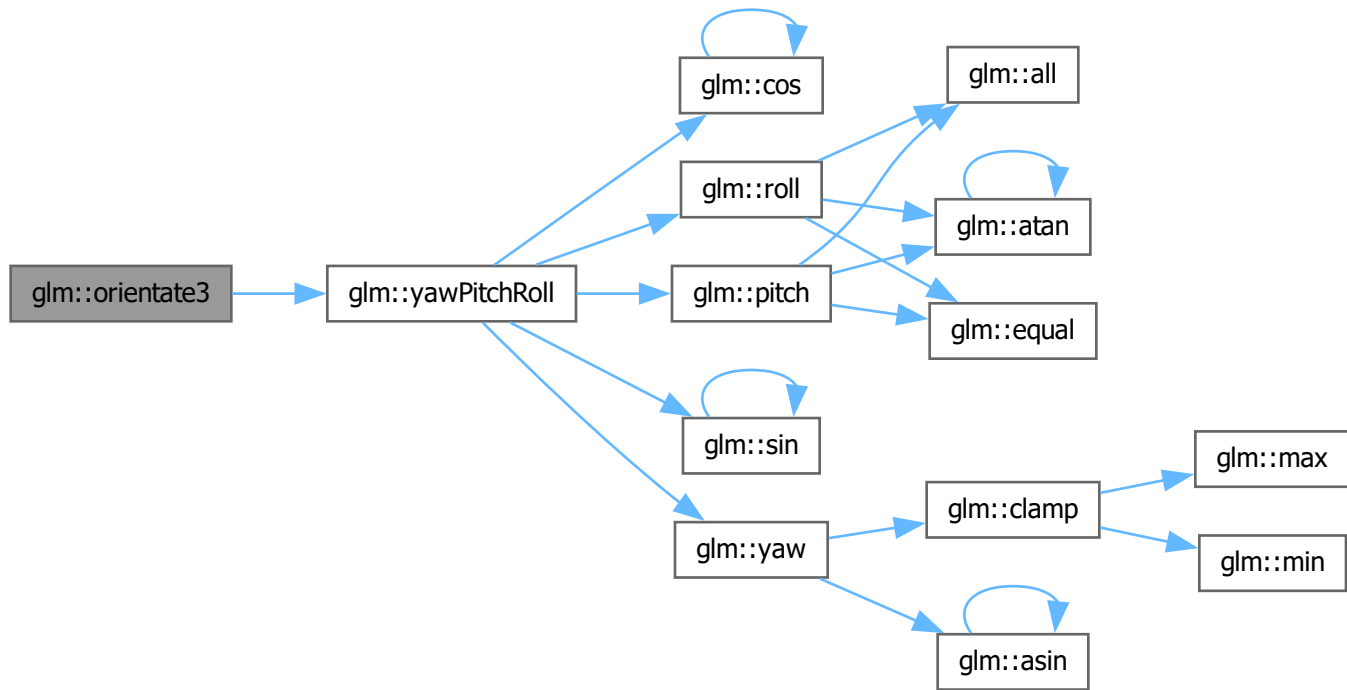 glm::orientate3
glm::yawPitchRoll
glm::cos
glm::roll
glm::pitch
glm::sin
glm::yaw
glm::all
glm::atan
glm::equal
glm::clamp
glm::asin
glm::max
glm::min